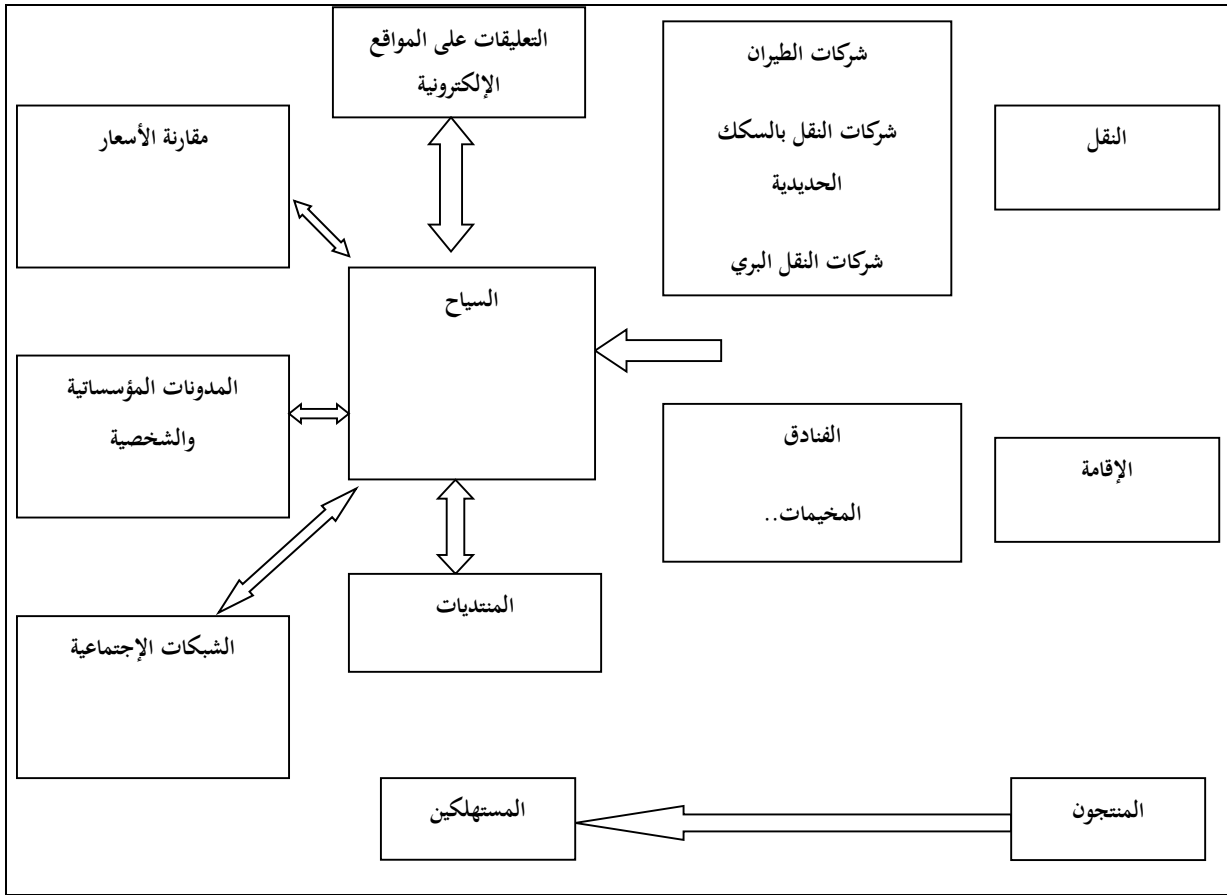 التعليقات على المواقع
الإلكترونية
شركات الطيران
شركات النقل بالسكك
الحديدية
شركات النقل البري
النقل
مقارنة الأسعار
السياح
المدونات المؤسساتية
والشخصية
الفنادق
المخيمات..
الإقامة
المنتديات
الشبكات الإجتماعية
المنتجون
المستهلكين